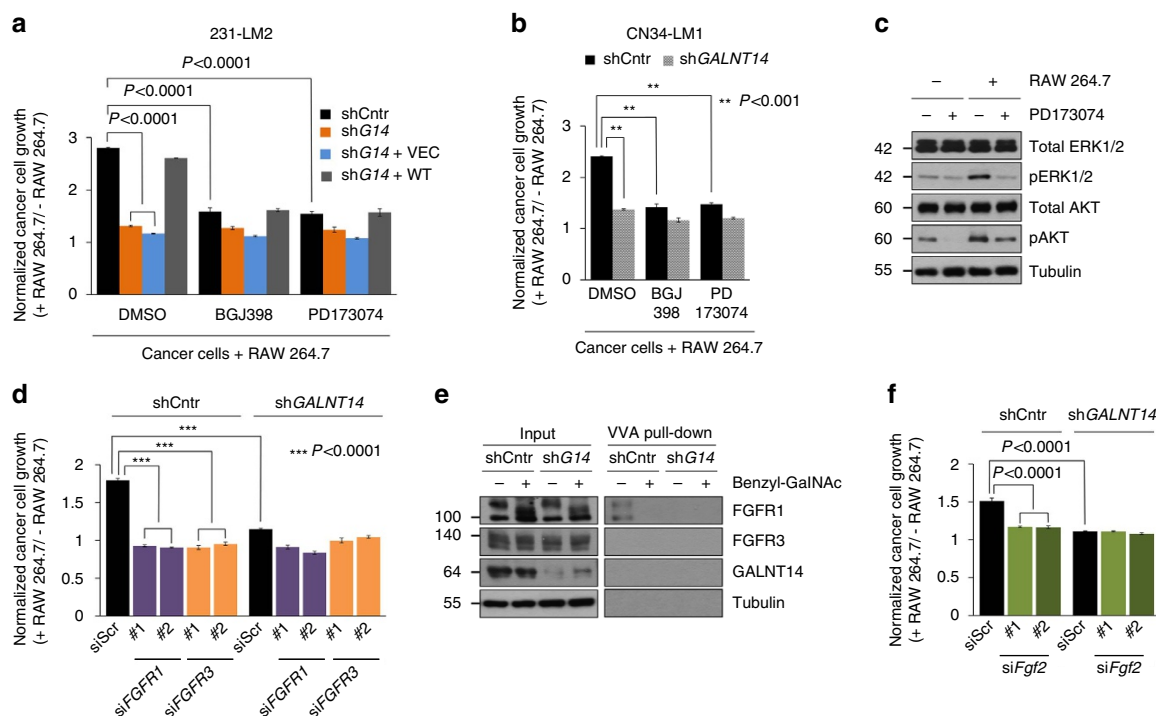 a
231-LM2
P<0.0001
P<0.0001
P<0.0001
shCntr
shG14
shG14 + VEC
shG14 + WT
Normalized cancer cell growth
(+ RAW 264.7/ - RAW 264.7)
3
2
1
0
DMSO BGJ398 PD173074
Cancer cells + RAW 264.7
b
CN34-LM1
shCntr shGALNT14
** P<0.001
**
**
**
Normalized cancer cell growth
(+ RAW 264.7/ - RAW 264.7)
3
2
1
0
DMSO BGJ PD
398 173074
Cancer cells + RAW 264.7
c
– + RAW 264.7
– + – + PD173074
42 Total ERK1/2
42 pERK1/2
60 Total AKT
60 pAKT
55 Tubulin
d
shCntr shGALNT14
***
***
***
*** P<0.0001
Normalized cancer cell growth
(+ RAW 264.7/ - RAW 264.7)
2
1.5
1
0.5
0
siScr #1 #2 #1 #2 siScr #1 #2 #1 #2
siFGFR1 siFGFR3 siFGFR1 siFGFR3
e
Input VVA pull-down
shCntr shG14 shCntr shG14
– + – + – + – + Benzyl-GalNAc
100 FGFR1
140 FGFR3
64 GALNT14
55 Tubulin
f
shCntr shGALNT14
P<0.0001
P<0.0001
Normalized cancer cell growth
(+ RAW 264.7/ - RAW 264.7)
2
1.5
1
0.5
0
siScr #1 #2 siScr #1 #2
siFgf2 siFgf2